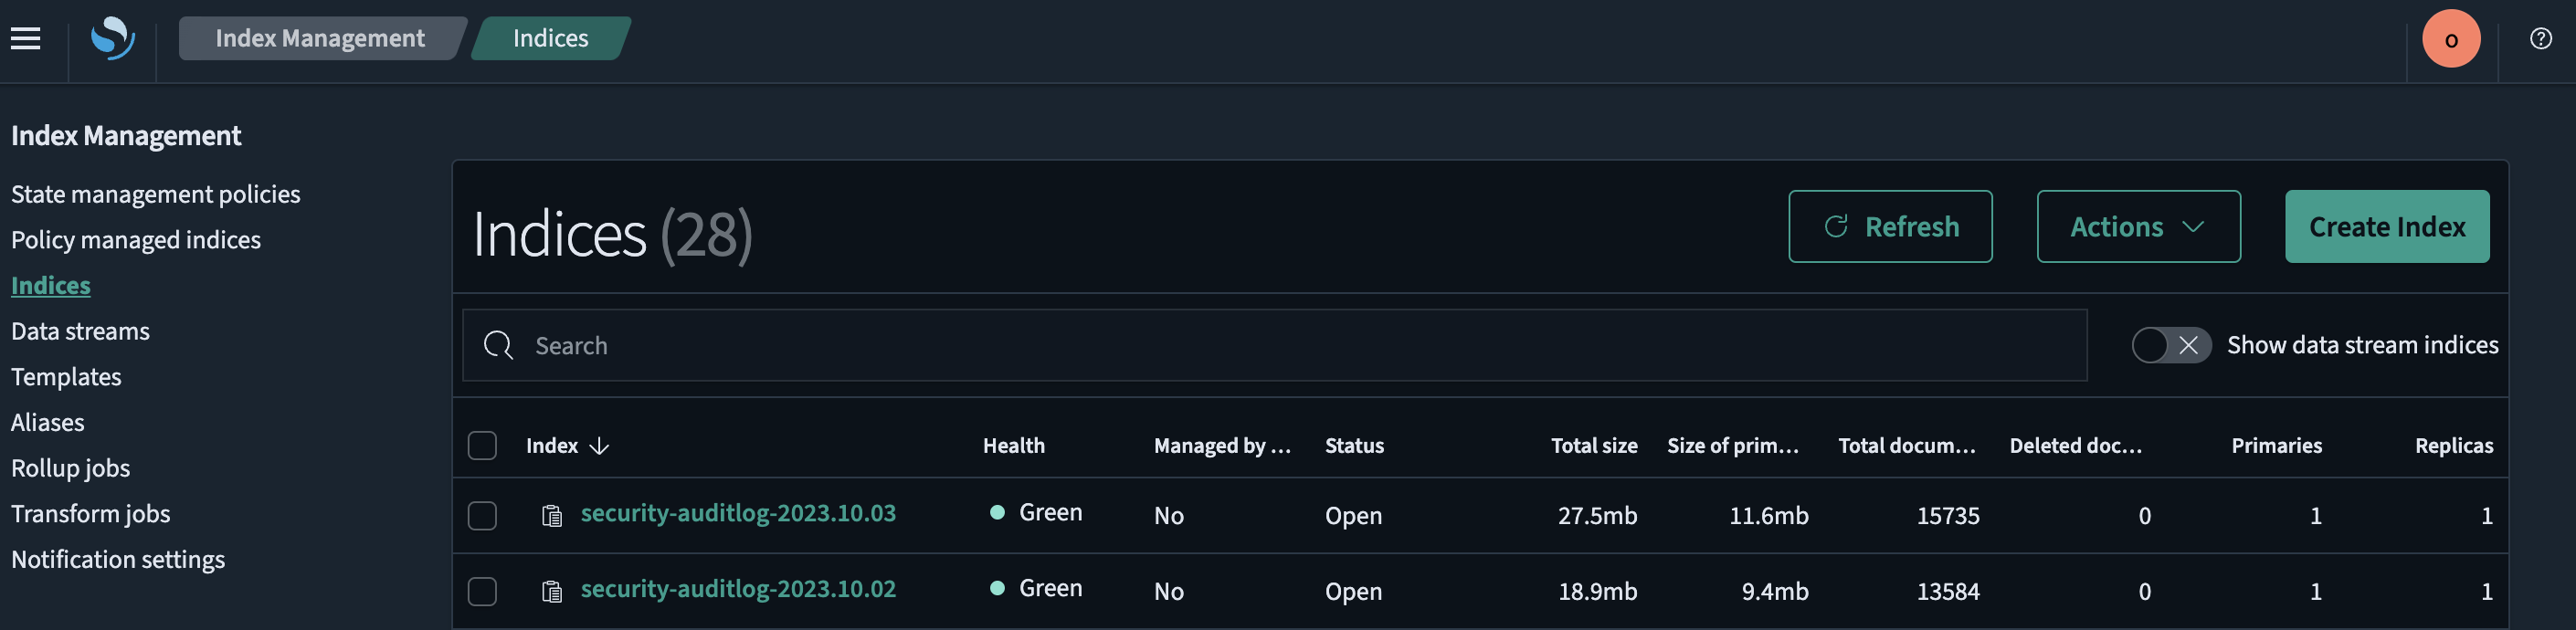 Index Management
Indices
o
Index Management
State management policies
Policy managed indices
Indices
Data streams
Templates
Aliases
Rollup jobs
Transform jobs
Notification settings
Indices (28)
Refresh
Actions
Create Index
Search
Show data stream indices
Index Health Managed by ... Status Total size Size of prim... Total docum... Deleted doc... Primaries Replicas
security-auditlog-2023.10.03 Green No Open 27.5mb 11.6mb 15735 0 1 1
security-auditlog-2023.10.02 Green No Open 18.9mb 9.4mb 13584 0 1 1